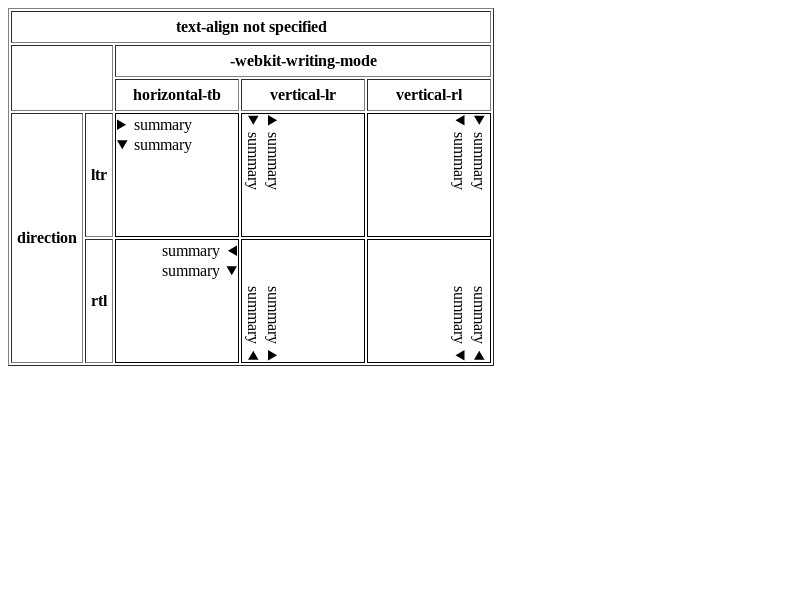 text-align not specified
-webkit-writing-mode
horizontal-tb vertical-lr vertical-rl
direction
ltr
▶ summary
▼ summary
▼ summary
▶ summary
▼ summary
◀ summary
rtl
summary ◀
summary ▼
summary ▲
summary ▶
summary ▲
summary ◀